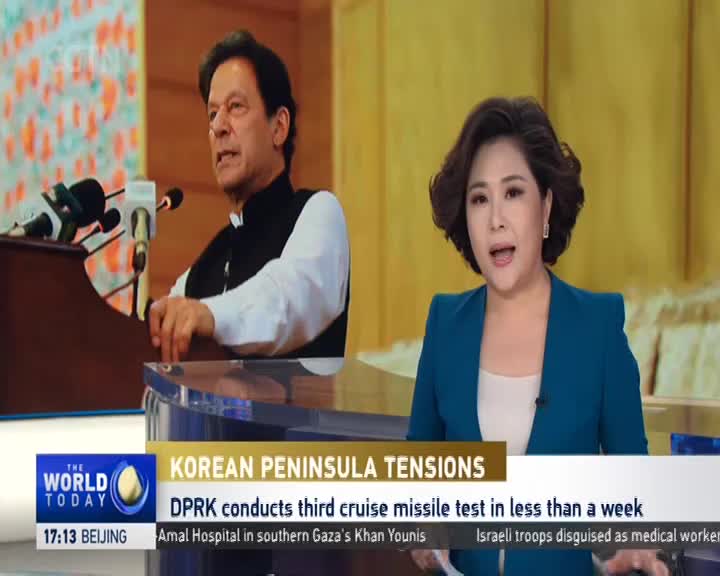 CGTN
KOREAN PENINSULA TENSIONS
THE
WORLD
TODAY
DPRK conducts third cruise missile test in less than a week
17:13 BEIJING
-Amal Hospital in southern Gaza's Khan Younis
Israeli troops disguised as medical worker